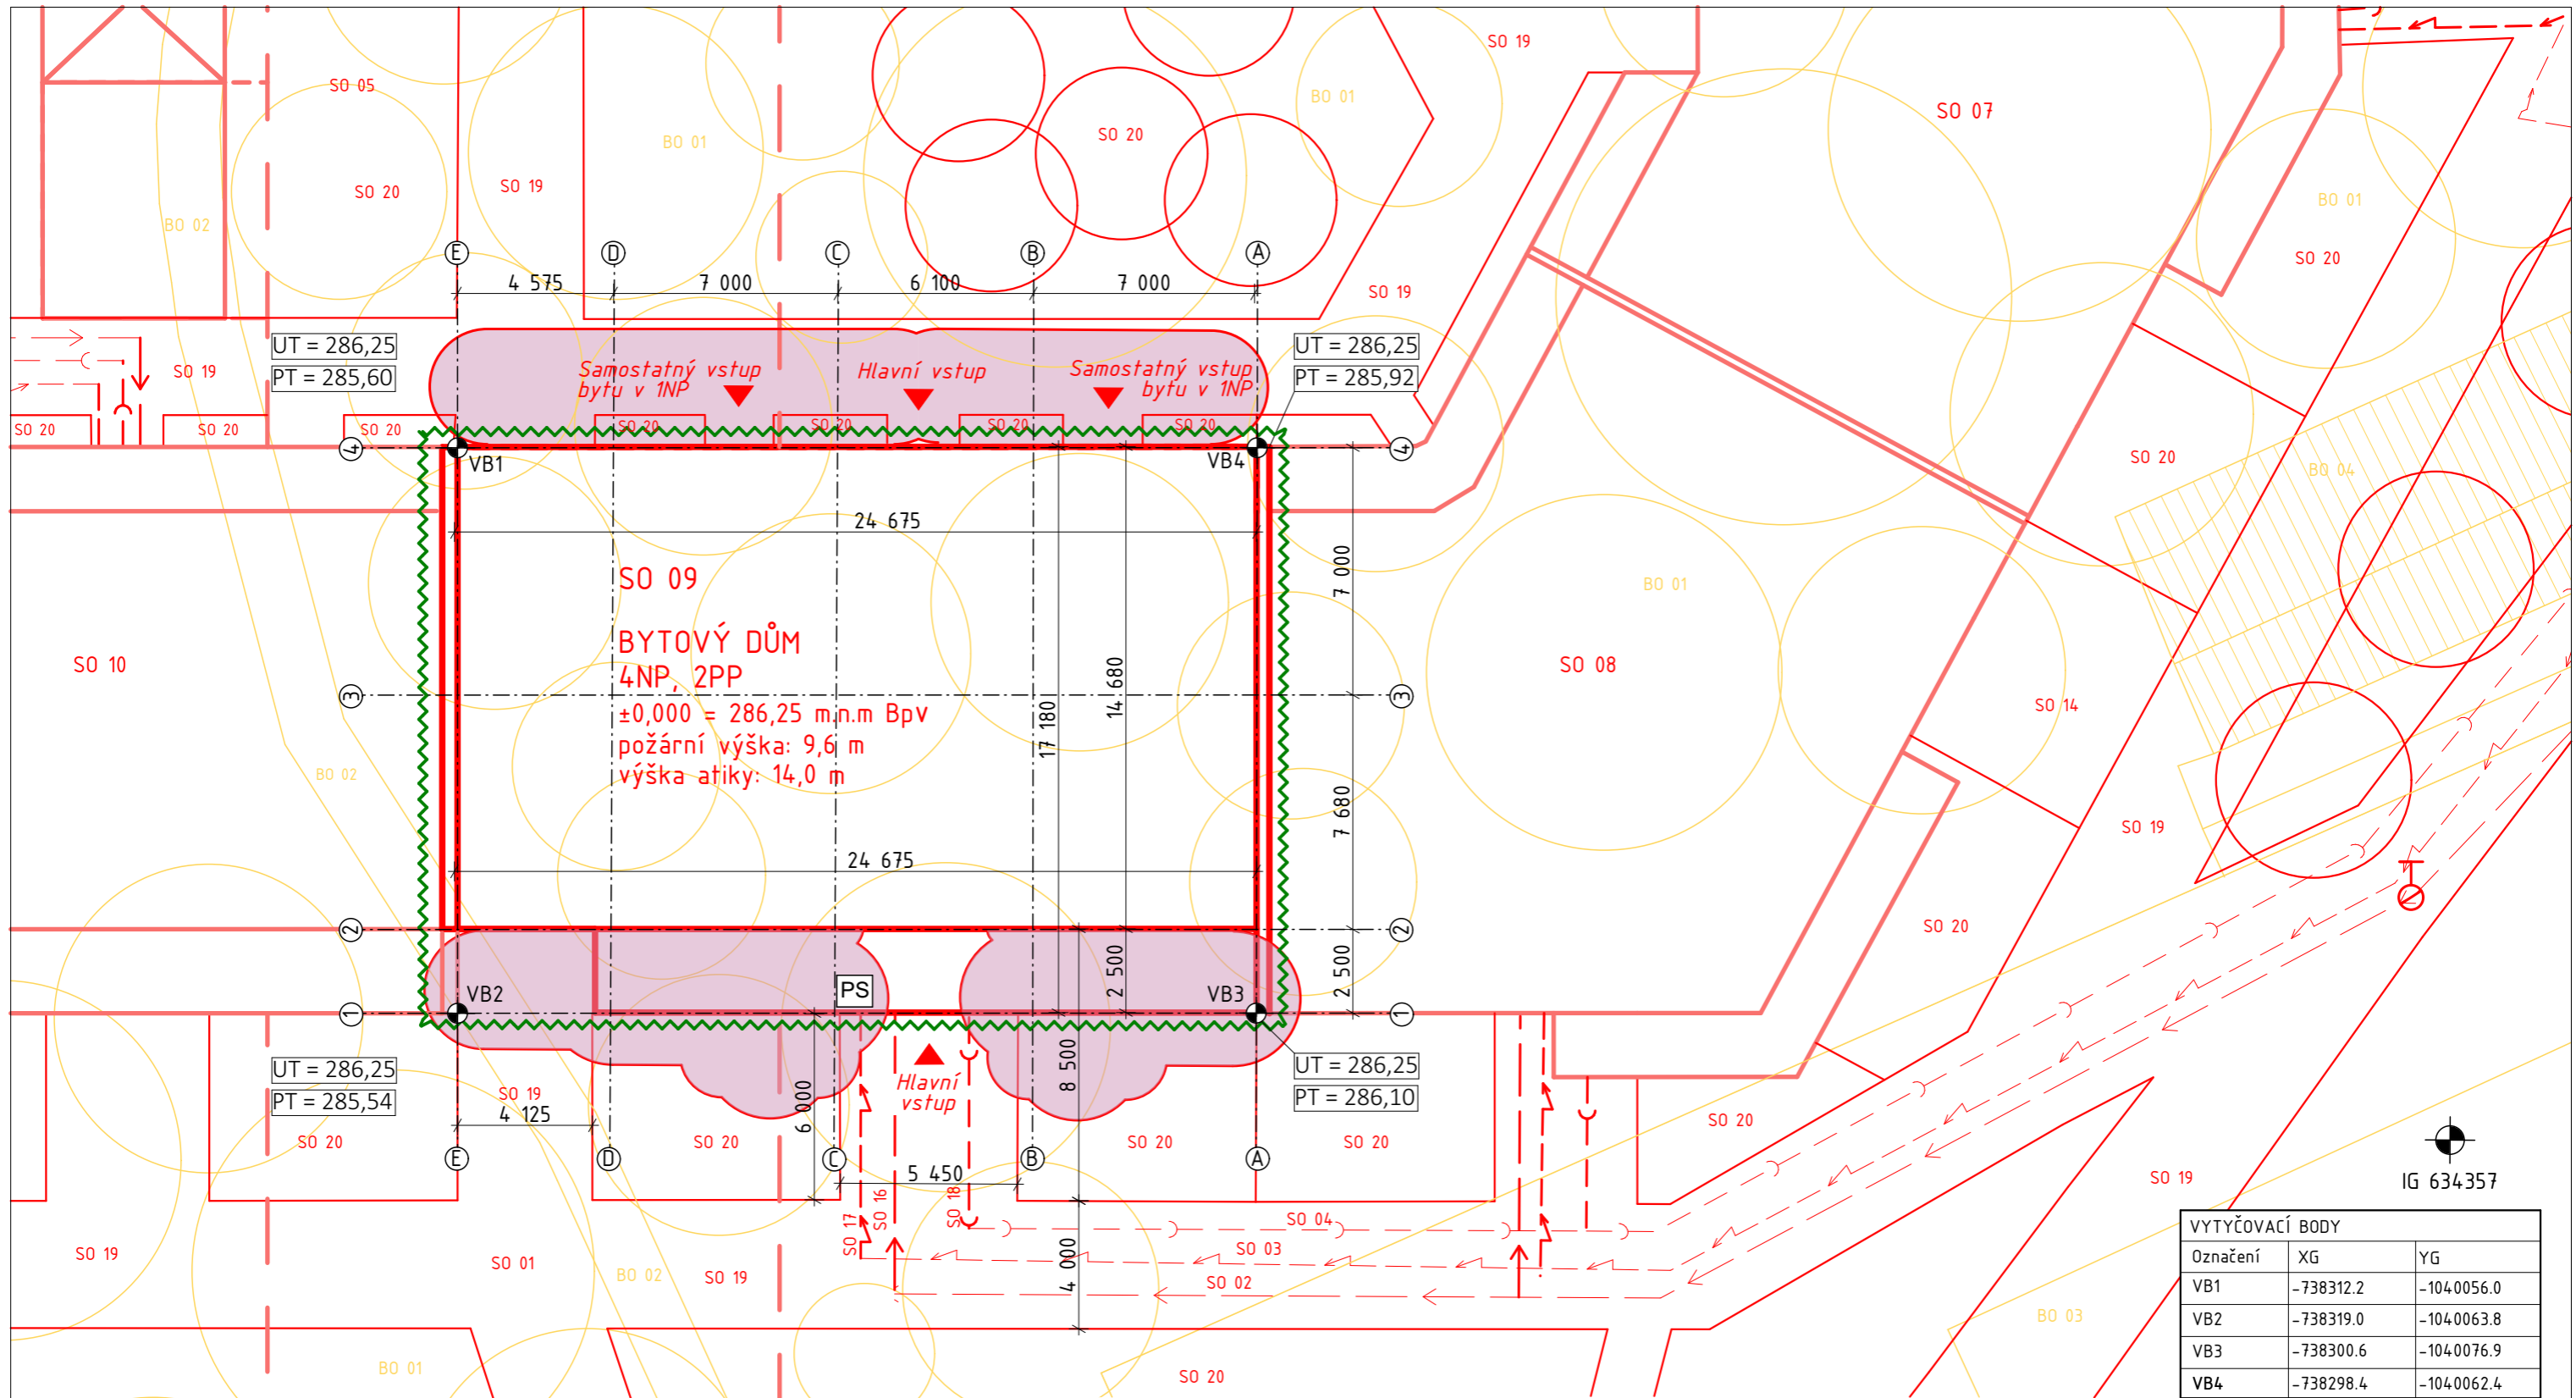 SO 19
SO 05
BO 01
BO 01
SO 07
SO 20
BO 01
SO 20
SO 19
BO 02
BO 01
SO 20
E
D
C
B
A
4 575
7 000
6 100
7 000
SO 19
UT = 286,25
PT = 285,60
UT = 286,25
PT = 285,92
SO 19
Samostatný vstup
bytu v 1NP
Hlavní vstup
Samostatný vstup
bytu v 1NP
SO 20
SO 20
SO 20
SO 20
SO 20
SO 20
SO 20
4
VB1
VB4
4
SO 20
BO 04
24 675
7 000
SO 09
BYTOVÝ DŮM
4NP, 2PP
±0,000 = 286,25 m.n.m BpV
požární výška: 9,6 m
výška atiky: 14,0 m
SO 10
BO 01
SO 08
3
3
14 680
17 180
SO 14
BO 02
7 680
SO 19
24 675
2
2
SO 20
2 500
2 500
PS
VB2
VB3
1
1
UT = 286,25
PT = 285,54
UT = 286,25
PT = 286,10
8 500
6 000
Hlavní
vstup
SO 19
4 125
SO 20
SO 20
SO 20
SO 20
SO 20
E
D
C
B
A
5 450
SO 17
SO 16
SO 18
SO 19
IG 634357
SO 04
SO 03
SO 02
4 000
SO 19
SO 01
BO 02
SO 19
BO 03
BO 01
SO 20
VYTYČOVACÍ BODY
Označení XG YG
VB1 -738312.2 -1040056.0
VB2 -738319.0 -1040063.8
VB3 -738300.6 -1040076.9
VB4 -738298.4 -1040062.4